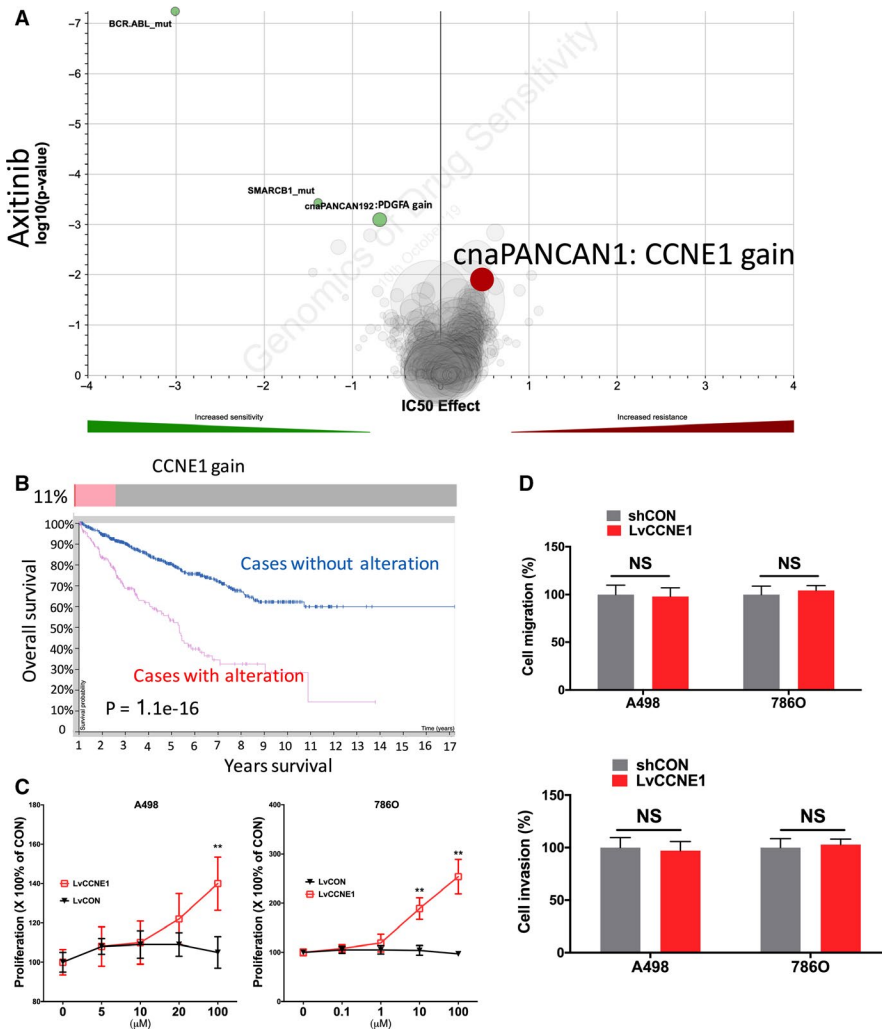 A
BCR.ABL_mut
SMARCB1_mut
cnaPANCAN192:PDGFA gain
cnaPANCAN1: CCNE1 gain
Genomics of Drug Sensitivity
Axitinib
log10(p-value)
-7
-6
-5
-4
-3
-2
-1
0
-4 -3 -2 -1 0 1 2 3 4
IC50 Effect
Increased sensitivity
Increased resistance
B
CCNE1 gain
11%
100%
90%
80%
70%
60%
50%
40%
30%
20%
10%
0
Overall survival
Survival probability
Cases without alteration
Cases with alteration
P = 1.1e-16
Time (years)
1 2 3 4 5 6 7 8 9 10 11 12 13 14 15 16 17
Years survival
C
A498
Proliferation (X 100% of CON)
180
160
140
120
100
80
LvCCNE1
LvCON
**
0 5 10 20 100
(μM)
786O
Proliferation (X 100% of CON)
400
300
200
100
0
LvCON
LvCCNE1
**
**
0 0.1 1 10 100
(μM)
D
shCON
LvCCNE1
Cell migration (%)
150
100
50
0
NS
NS
A498
786O
shCON
LvCCNE1
Cell invasion (%)
150
100
50
0
NS
NS
A498
786O